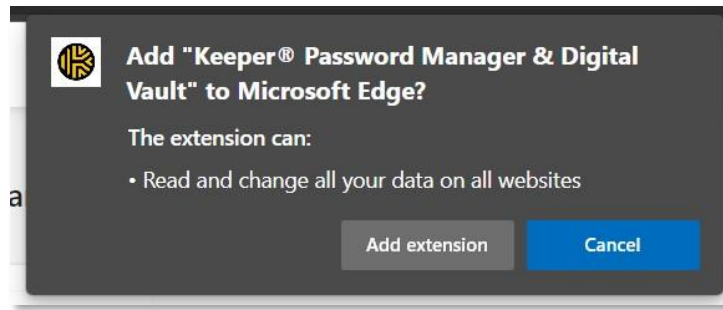 Add "Keeper® Password Manager & Digital
Vault" to Microsoft Edge?
The extension can:
• Read and change all your data on all websites
a
Add extension
Cancel